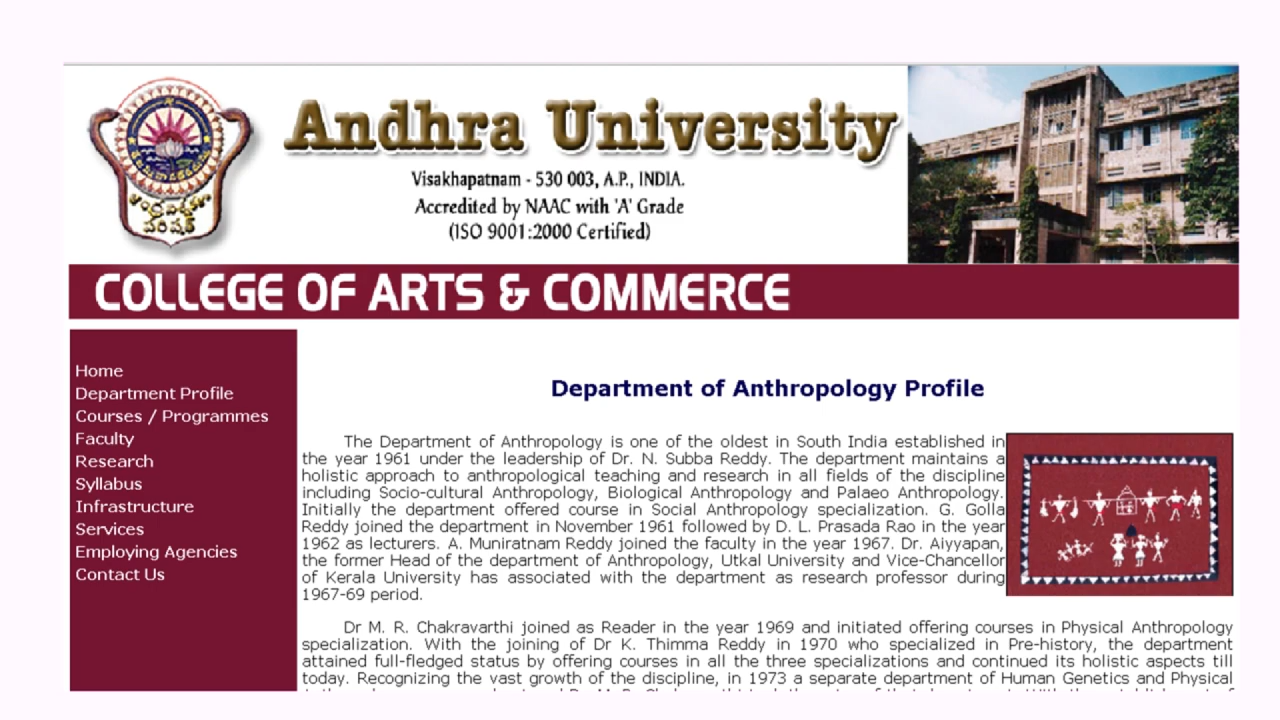 Andhra University
Visakhapatnam - 530 003, A.P., INDIA.
Accredited by NAAC with 'A' Grade
(ISO 9001:2000 Certified)
COLLEGE OF ARTS & COMMERCE
Home
Department Profile
Courses / Programmes
Faculty
Research
Syllabus
Infrastructure
Services
Employing Agencies
Contact Us
Department of Anthropology Profile
The Department of Anthropology is one of the oldest in South India established in
the year 1961 under the leadership of Dr. N. Subba Reddy. The department maintains a
holistic approach to anthropological teaching and research in all fields of the discipline
including Socio-cultural Anthropology, Biological Anthropology and Palaeo Anthropology.
Initially the department offered course in Social Anthropology specialization. G. Golla
Reddy joined the department in November 1961 followed by D. L. Prasada Rao in the year
1962 as lecturers. A. Muniratnam Reddy joined the faculty in the year 1967. Dr. Aiyyapan,
the former Head of the department of Anthropology, Utkal University and Vice-Chancellor
of Kerala University has associated with the department as research professor during
1967-69 period.
Dr M. R. Chakravarthi joined as Reader in the year 1969 and initiated offering courses in Physical Anthropology
specialization. With the joining of Dr K. Thimma Reddy in 1970 who specialized in Pre-history, the department
attained full-fledged status by offering courses in all the three specializations and continued its holistic aspects till
today. Recognizing the vast growth of the discipline, in 1973 a separate department of Human Genetics and Physical